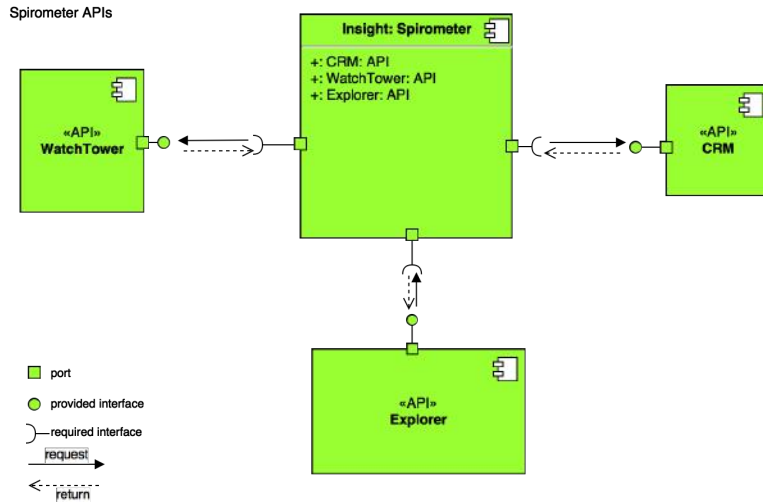 Spirometer APIs
Insight: Spirometer
+: CRM: API
+: WatchTower: API
+: Explorer: API
«API»
WatchTower
«API»
CRM
«API»
Explorer
port
provided interface
required interface
request
return